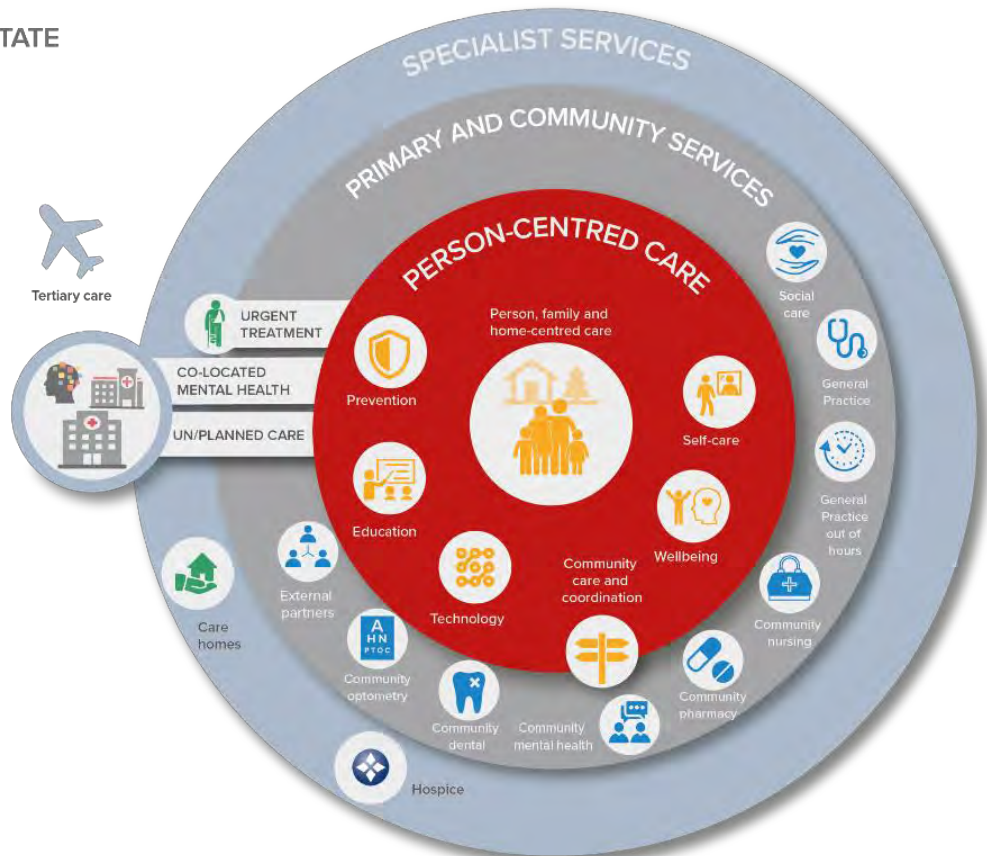 TATE
SPECIALIST SERVICES
PRIMARY AND COMMUNITY SERVICES
PERSON-CENTRED CARE
Tertiary care
URGENT
TREATMENT
CO-LOCATED
MENTAL HEALTH
UN/PLANNED CARE
Person, family and
home-centred care
Prevention
Education
Technology
Community
care and
coordination
Wellbeing
Self-care
Social
care
General
Practice
General
Practice
out of
hours
Community
nursing
Community
pharmacy
Community
mental health
Community
dental
Community
optometry
A
HN
PTOC
External
partners
Care
homes
Hospice